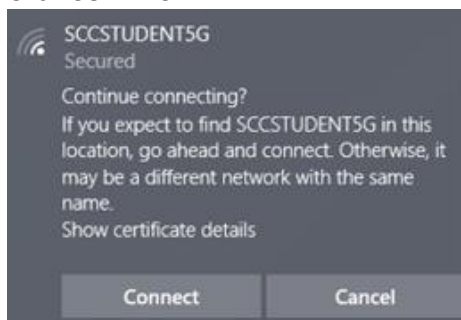 SCCSTUDENT5G
Secured
Continue connecting?
If you expect to find SCCSTUDENT5G in this
location, go ahead and connect. Otherwise, it
may be a different network with the same
name.
Show certificate details
Connect
Cancel